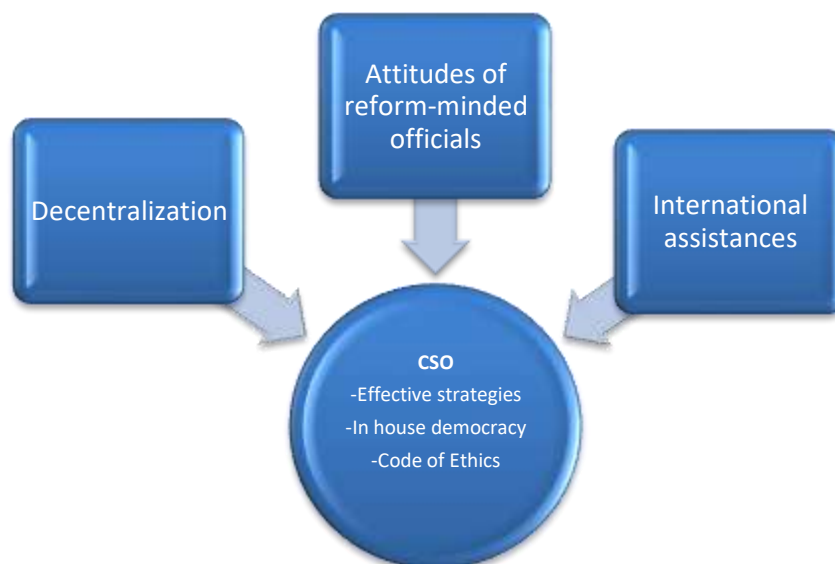 Attitudes of
reform-minded
officials
Decentralization
International
assistances
CSO
-Effective strategies
-In house democracy
-Code of Ethics